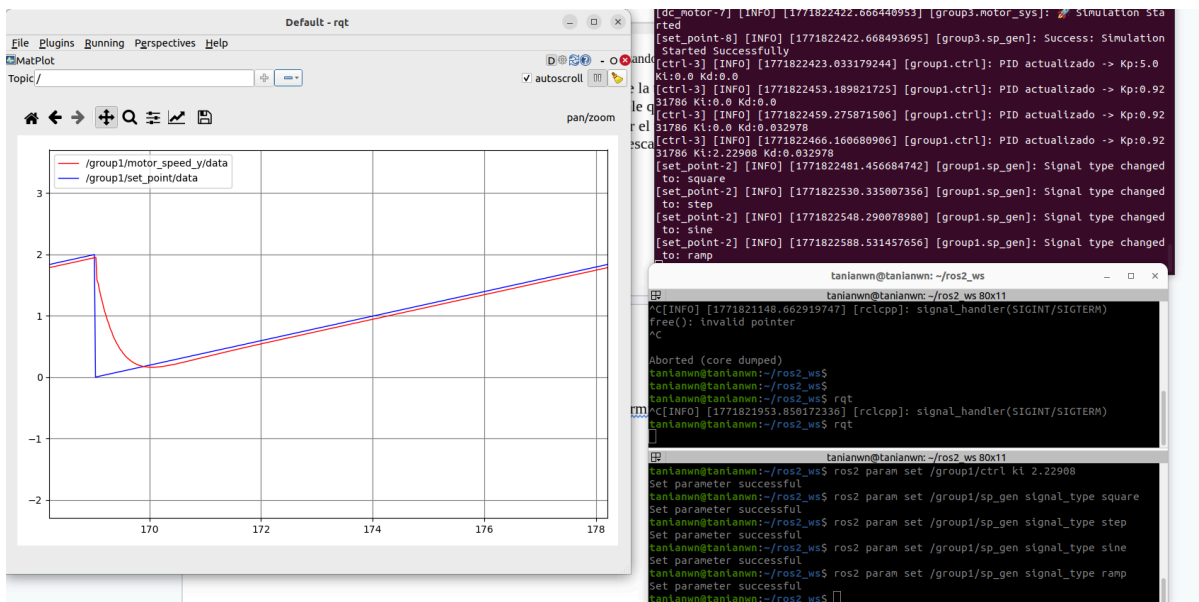 Default - rqt
File Plugins Running Perspectives Help
MatPlot
D - O
Topic /
autoscroll
pan/zoom
/group1/motor_speed_y/data
/group1/set_point/data
3
2
1
0
−1
−2
170 172 174 176 178
ando
e la
le q
r el
esca
rm
[dc_motor-7] [INFO] [1771822422.666440953] [group3.motor_sys]: 🚀 Simulation Sta
rted
[set_point-8] [INFO] [1771822422.668493695] [group3.sp_gen]: Success: Simulation
Started Successfully
[ctrl-3] [INFO] [1771822423.033179244] [group1.ctrl]: PID actualizado -> Kp:5.0
Ki:0.0 Kd:0.0
[ctrl-3] [INFO] [1771822453.189821725] [group1.ctrl]: PID actualizado -> Kp:0.92
31786 Ki:0.0 Kd:0.0
[ctrl-3] [INFO] [1771822459.275871506] [group1.ctrl]: PID actualizado -> Kp:0.92
31786 Ki:0.0 Kd:0.032978
[ctrl-3] [INFO] [1771822466.160680906] [group1.ctrl]: PID actualizado -> Kp:0.92
31786 Ki:2.22908 Kd:0.032978
[set_point-2] [INFO] [1771822481.456684742] [group1.sp_gen]: Signal type changed
to: square
[set_point-2] [INFO] [1771822530.335007356] [group1.sp_gen]: Signal type changed
to: step
[set_point-2] [INFO] [1771822548.290078980] [group1.sp_gen]: Signal type changed
to: sine
[set_point-2] [INFO] [1771822588.531457656] [group1.sp_gen]: Signal type changed
to: ramp
tanianwn@tanianwn: ~/ros2_ws
tanianwn@tanianwn: ~/ros2_ws 80x11
^C[INFO] [1771821148.662919747] [rclcpp]: signal_handler(SIGINT/SIGTERM)
free(): invalid pointer
^C
Aborted (core dumped)
tanianwn@tanianwn:~/ros2_ws$
tanianwn@tanianwn:~/ros2_ws$
tanianwn@tanianwn:~/ros2_ws$ rqt
^C[INFO] [1771821953.850172336] [rclcpp]: signal_handler(SIGINT/SIGTERM)
tanianwn@tanianwn:~/ros2_ws$ rqt
tanianwn@tanianwn: ~/ros2_ws 80x11
tanianwn@tanianwn:~/ros2_ws$ ros2 param set /group1/ctrl ki 2.22908
Set parameter successful
tanianwn@tanianwn:~/ros2_ws$ ros2 param set /group1/sp_gen signal_type square
Set parameter successful
tanianwn@tanianwn:~/ros2_ws$ ros2 param set /group1/sp_gen signal_type step
Set parameter successful
tanianwn@tanianwn:~/ros2_ws$ ros2 param set /group1/sp_gen signal_type sine
Set parameter successful
tanianwn@tanianwn:~/ros2_ws$ ros2 param set /group1/sp_gen signal_type ramp
Set parameter successful
tanianwn@tanianwn:~/ros2_ws$